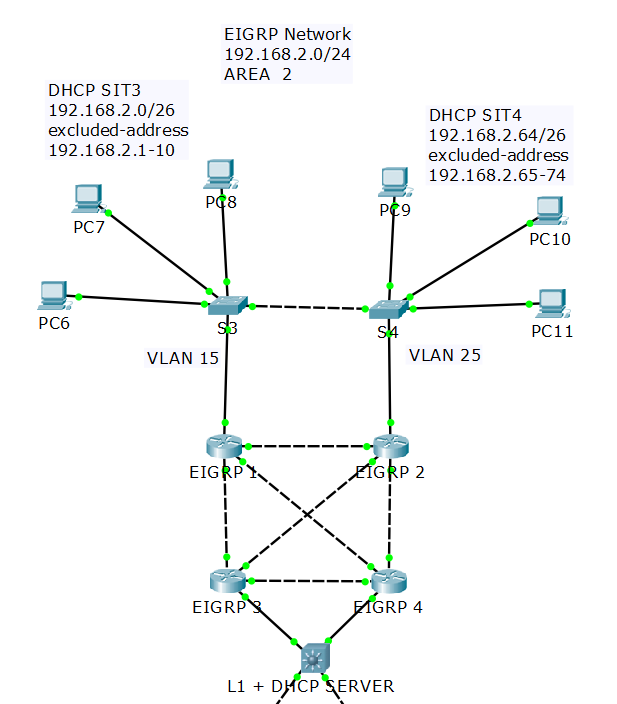 EIGRP Network
192.168.2.0/24
AREA  2
DHCP SIT3
192.168.2.0/26
excluded-address
192.168.2.1-10
DHCP SIT4
192.168.2.64/26
excluded-address
192.168.2.65-74
PC8
PC9
PC7
PC10
PC6
S3
S4
PC11
VLAN 15
VLAN 25
EIGRP 1
EIGRP 2
EIGRP 3
EIGRP 4
L1 + DHCP SERVER